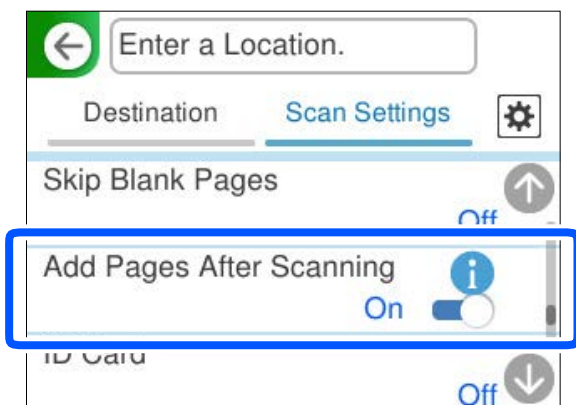 Enter a Location.
Destination
Scan Settings
Skip Blank Pages
Off
Add Pages After Scanning
i
On
ID Card
Off